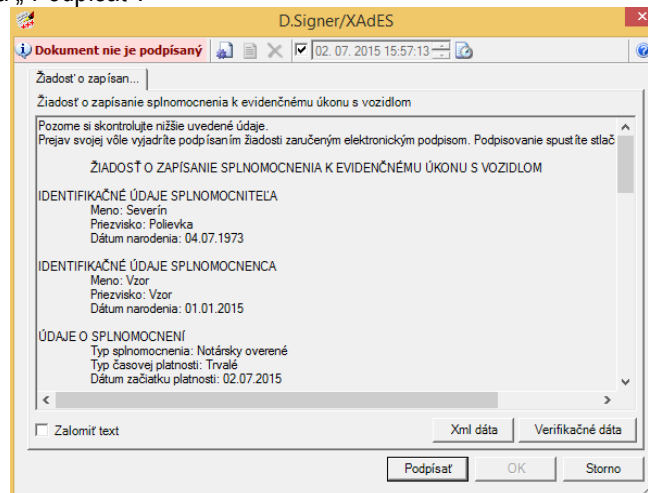 „ Podpísať".
D.Signer/XAdES
Dokument nie je podpísaný
02. 07. 2015 15:57:13
Žiadosť o zapísan...
Žiadosť o zapísanie splnomocnenia k evidenčnému úkonu s vozidlom
Pozorne si skontrolujte nižšie uvedené údaje.
Prejav svojej vôle vyjadríte podpísaním žiadosti zaručeným elektronickým podpisom. Podpisovanie spustíte stlač
ŽIADOSŤ O ZAPÍSANIE SPLNOMOCNENIA K EVIDENČNÉMU ÚKONU S VOZIDLOM
IDENTIFIKAČNÉ ÚDAJE SPLNOMOCNITEĽA
Meno: Severín
Priezvisko: Polievka
Dátum narodenia: 04.07.1973
IDENTIFIKAČNÉ ÚDAJE SPLNOMOCNENCA
Meno: Vzor
Priezvisko: Vzor
Dátum narodenia: 01.01.2015
ÚDAJE O SPLNOMOCNENÍ
Typ splnomocnenia: Notársky overené
Typ časovej platnosti: Trvalé
Dátum začiatku platnosti: 02.07.2015
Zalomiť text
Xml dáta
Verifikačné dáta
Podpísať
OK
Storno